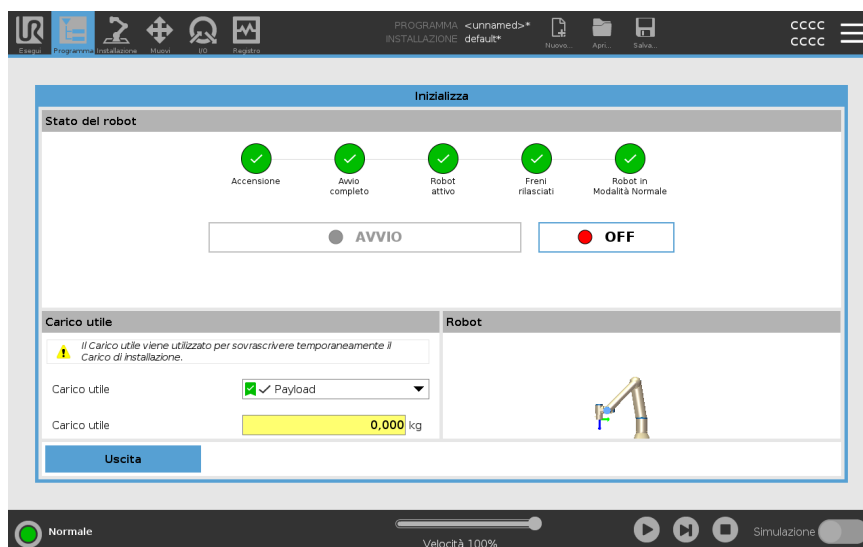 UR
PROGRAMMA <unnamed>*
INSTALLAZIONE default*
Esegui Programma Installazione Muovi I/O Registro
Nuovo... Apri... Salva...
cccc
cccc
Inizializza
Stato del robot
Accensione
Avvio completo
Robot attivo
Freni rilasciati
Robot in Modalità Normale
AVVIO
OFF
Carico utile
Robot
Il Carico utile viene utilizzato per sovrascrivere temporaneamente il
Carico di installazione.
Carico utile Payload
Carico utile 0,000 kg
Uscita
Normale
Velocità 100%
Simulazione